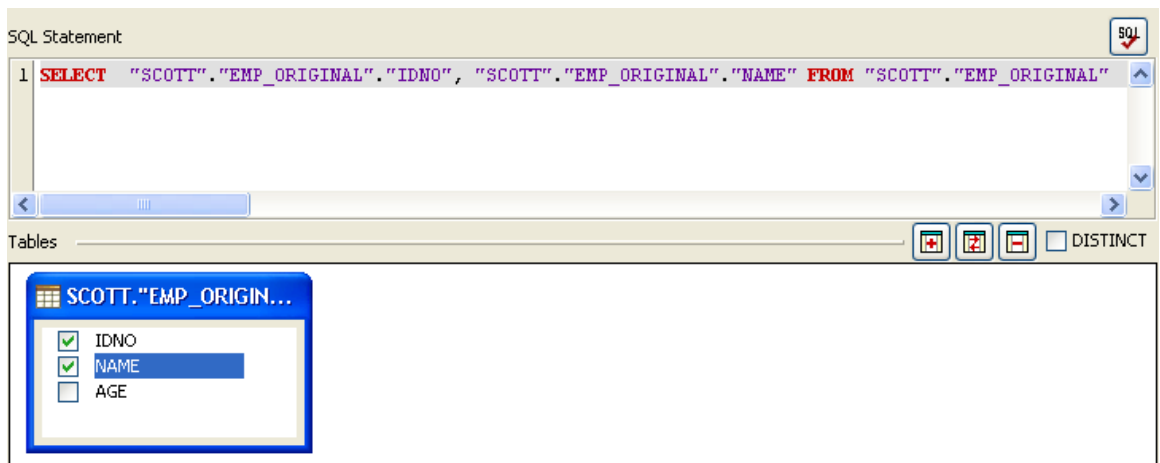 SQL Statement
SQL
1 SELECT "SCOTT"."EMP_ORIGINAL"."IDNO", "SCOTT"."EMP_ORIGINAL"."NAME" FROM "SCOTT"."EMP_ORIGINAL"
Tables
DISTINCT
SCOTT."EMP_ORIGIN...
IDNO
NAME
AGE